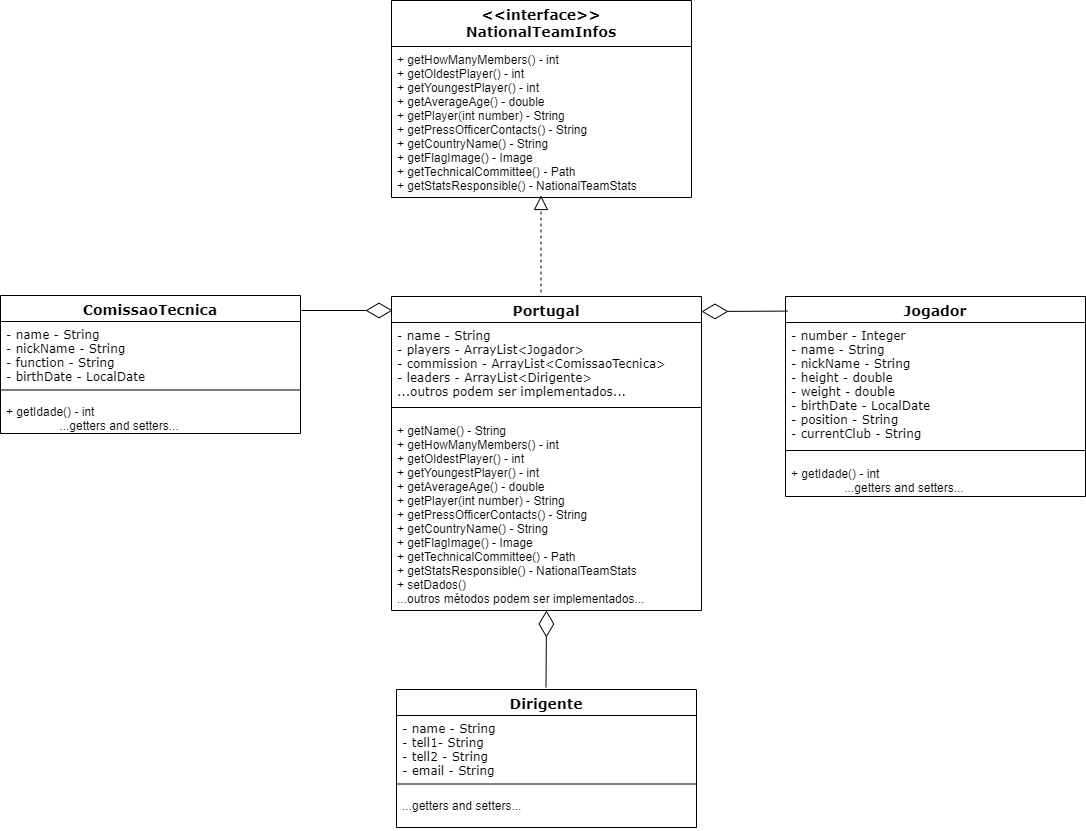 <<interface>>
NationalTeamInfos
+ getHowManyMembers() - int
+ getOldestPlayer() - int
+ getYoungestPlayer() - int
+ getAverageAge() - double
+ getPlayer(int number) - String
+ getPressOfficerContacts() - String
+ getCountryName() - String
+ getFlagImage() - Image
+ getTechnicalCommittee() - Path
+ getStatsResponsible() - NationalTeamStats
ComissaoTecnica
- name - String
- nickName - String
- function - String
- birthDate - LocalDate
+ getIdade() - int
...getters and setters...
Portugal
- name - String
- players - ArrayList<Jogador>
- commission - ArrayList<ComissaoTecnica>
- leaders - ArrayList<Dirigente>
...outros podem ser implementados...
+ getName() - String
+ getHowManyMembers() - int
+ getOldestPlayer() - int
+ getYoungestPlayer() - int
+ getAverageAge() - double
+ getPlayer(int number) - String
+ getPressOfficerContacts() - String
+ getCountryName() - String
+ getFlagImage() - Image
+ getTechnicalCommittee() - Path
+ getStatsResponsible() - NationalTeamStats
+ setDados()
...outros métodos podem ser implementados...
Jogador
- number - Integer
- name - String
- nickName - String
- height - double
- weight - double
- birthDate - LocalDate
- position - String
- currentClub - String
+ getIdade() - int
...getters and setters...
Dirigente
- name - String
- tell1- String
- tell2 - String
- email - String
...getters and setters...